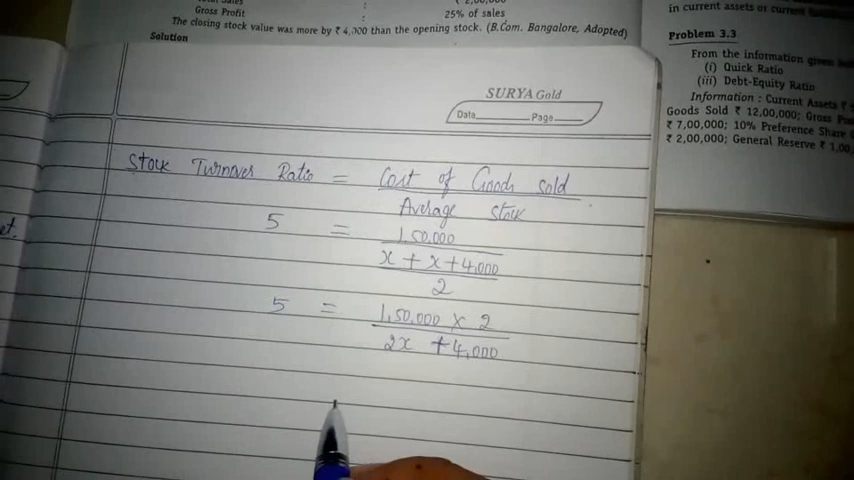 Gross Profit : 25% of sales
The closing stock value was more by ₹ 4,000 than the opening stock. (B.Com. Bangalore, Adopted)
Solution
in current assets or current
Problem 3.3
From the information given
(i) Quick Ratio
(iii) Debt-Equity Ratio
Information : Current Assets ₹
Goods Sold ₹ 12,00,000; Gross
₹ 7,00,000; 10% Preference Share
₹ 2,00,000; General Reserve ₹ 1,00,
SURYA Gold
Date Page
Stock Turnover Ratio = Cost of Goods sold
Average stock
5 = 1,50,000
x + x + 4,000
2
5 = 1,50,000 × 2
2x + 4,000